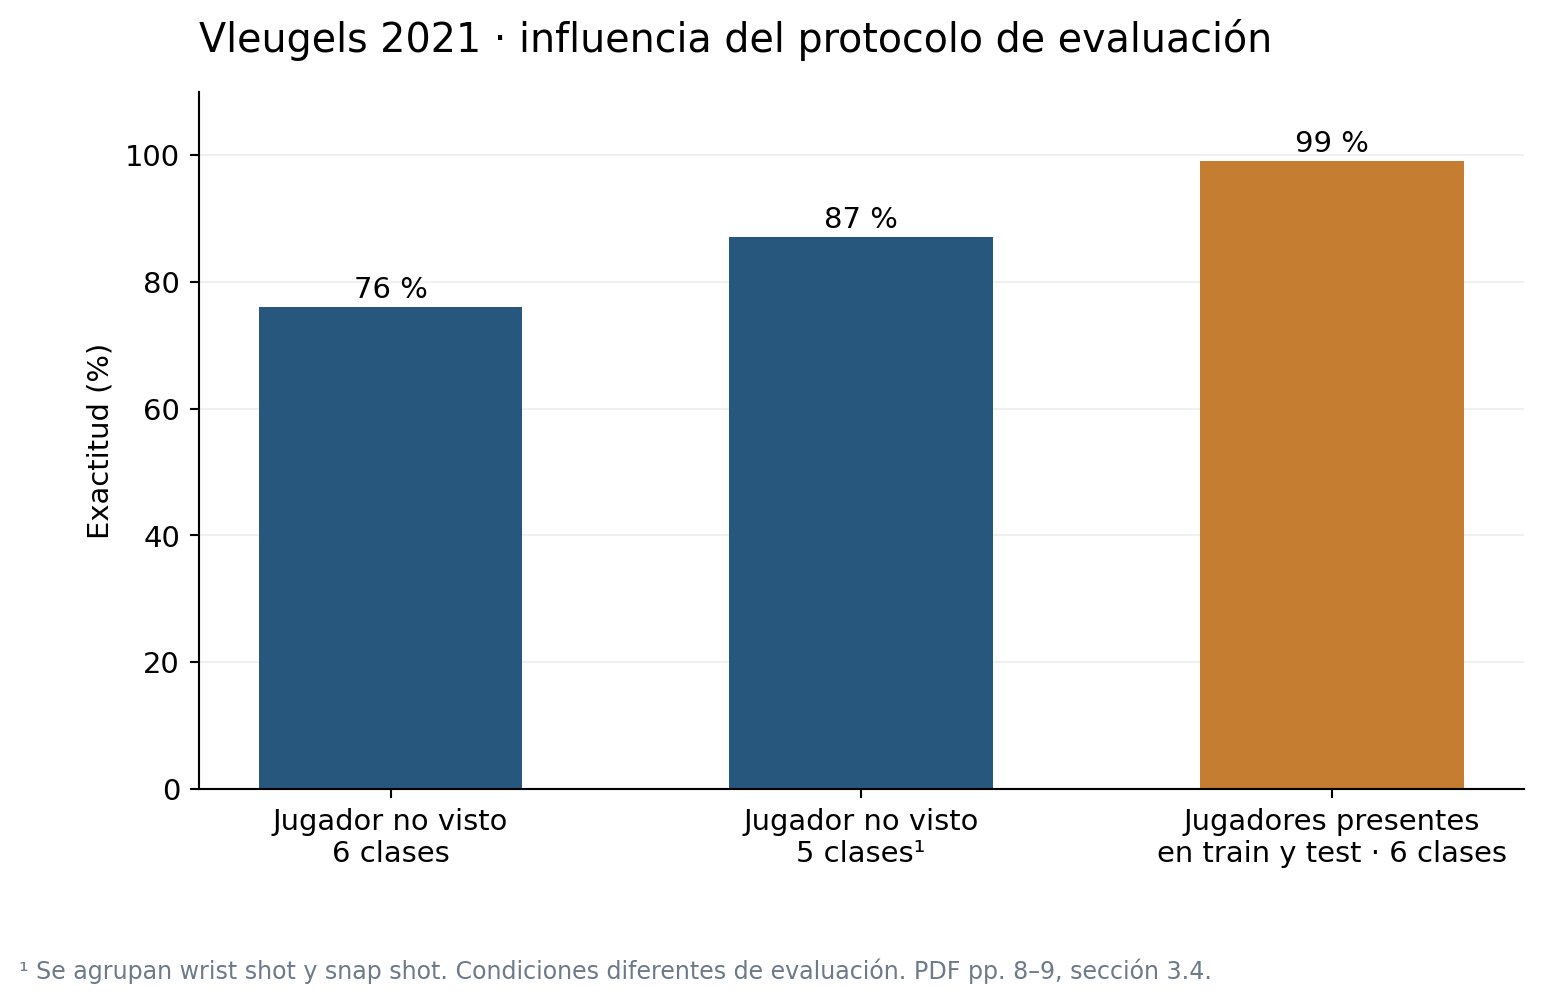 Vleugels 2021 · influencia del protocolo de evaluación
Exactitud (%)
100
80
60
40
20
0
76 %
87 %
99 %
Jugador no visto
6 clases
Jugador no visto
5 clases¹
Jugadores presentes
en train y test · 6 clases
¹ Se agrupan wrist shot y snap shot. Condiciones diferentes de evaluación. PDF pp. 8–9, sección 3.4.